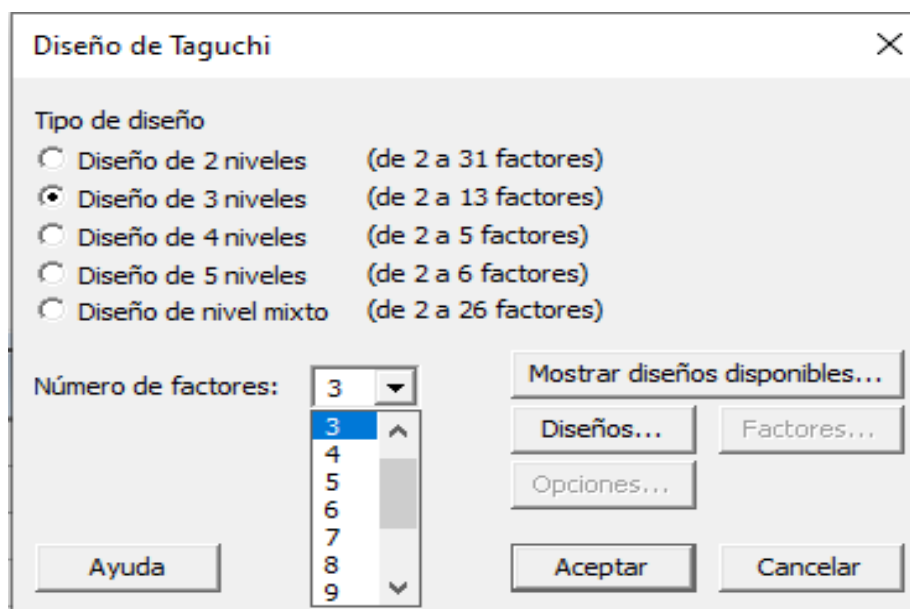 Diseño de Taguchi
Tipo de diseño
Diseño de 2 niveles (de 2 a 31 factores)
Diseño de 3 niveles (de 2 a 13 factores)
Diseño de 4 niveles (de 2 a 5 factores)
Diseño de 5 niveles (de 2 a 6 factores)
Diseño de nivel mixto (de 2 a 26 factores)
Número de factores: 3 Mostrar diseños disponibles...
3 Diseños... Factores...
4
5 Opciones...
6
7
8
9
Ayuda Aceptar Cancelar